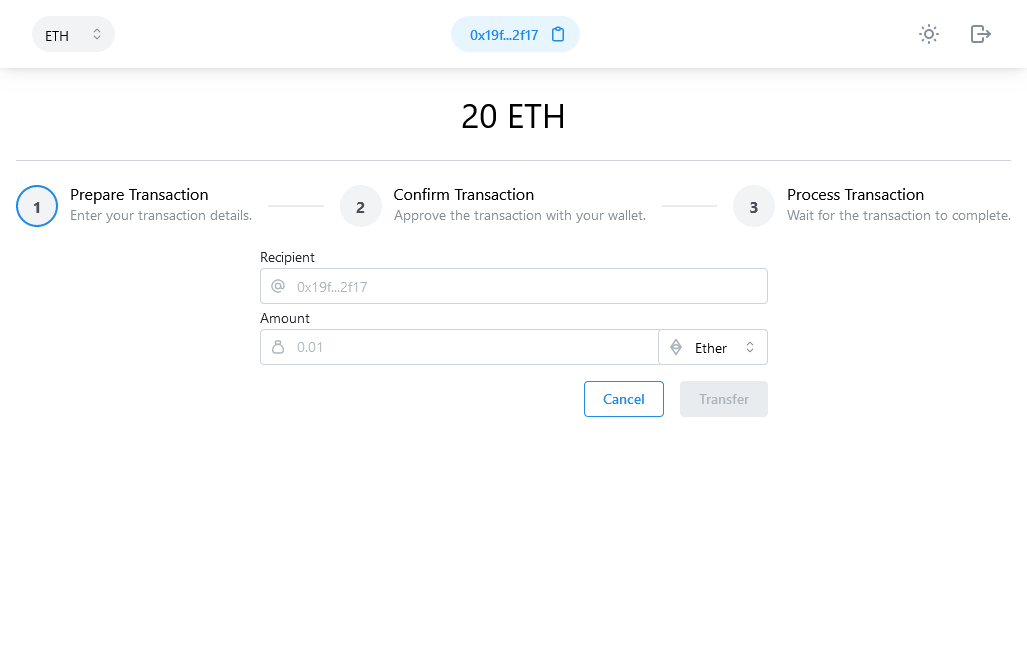 ETH
0x19f...2f17
20 ETH
1
Prepare Transaction
Enter your transaction details.
2
Confirm Transaction
Approve the transaction with your wallet.
3
Process Transaction
Wait for the transaction to complete.
Recipient
0x19f...2f17
Amount
0.01
Ether
Cancel
Transfer